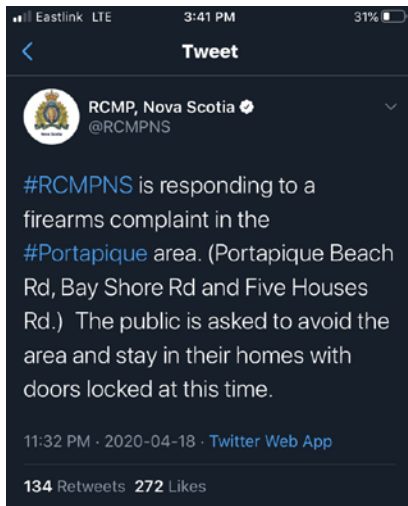 Eastlink LTE 3:41 PM 31%
Tweet
RCMP, Nova Scotia
@RCMPNS
#RCMPNS is responding to a
firearms complaint in the
#Portapique area. (Portapique Beach
Rd, Bay Shore Rd and Five Houses
Rd.)  The public is asked to avoid the
area and stay in their homes with
doors locked at this time.
11:32 PM · 2020-04-18 · Twitter Web App
134 Retweets 272 Likes